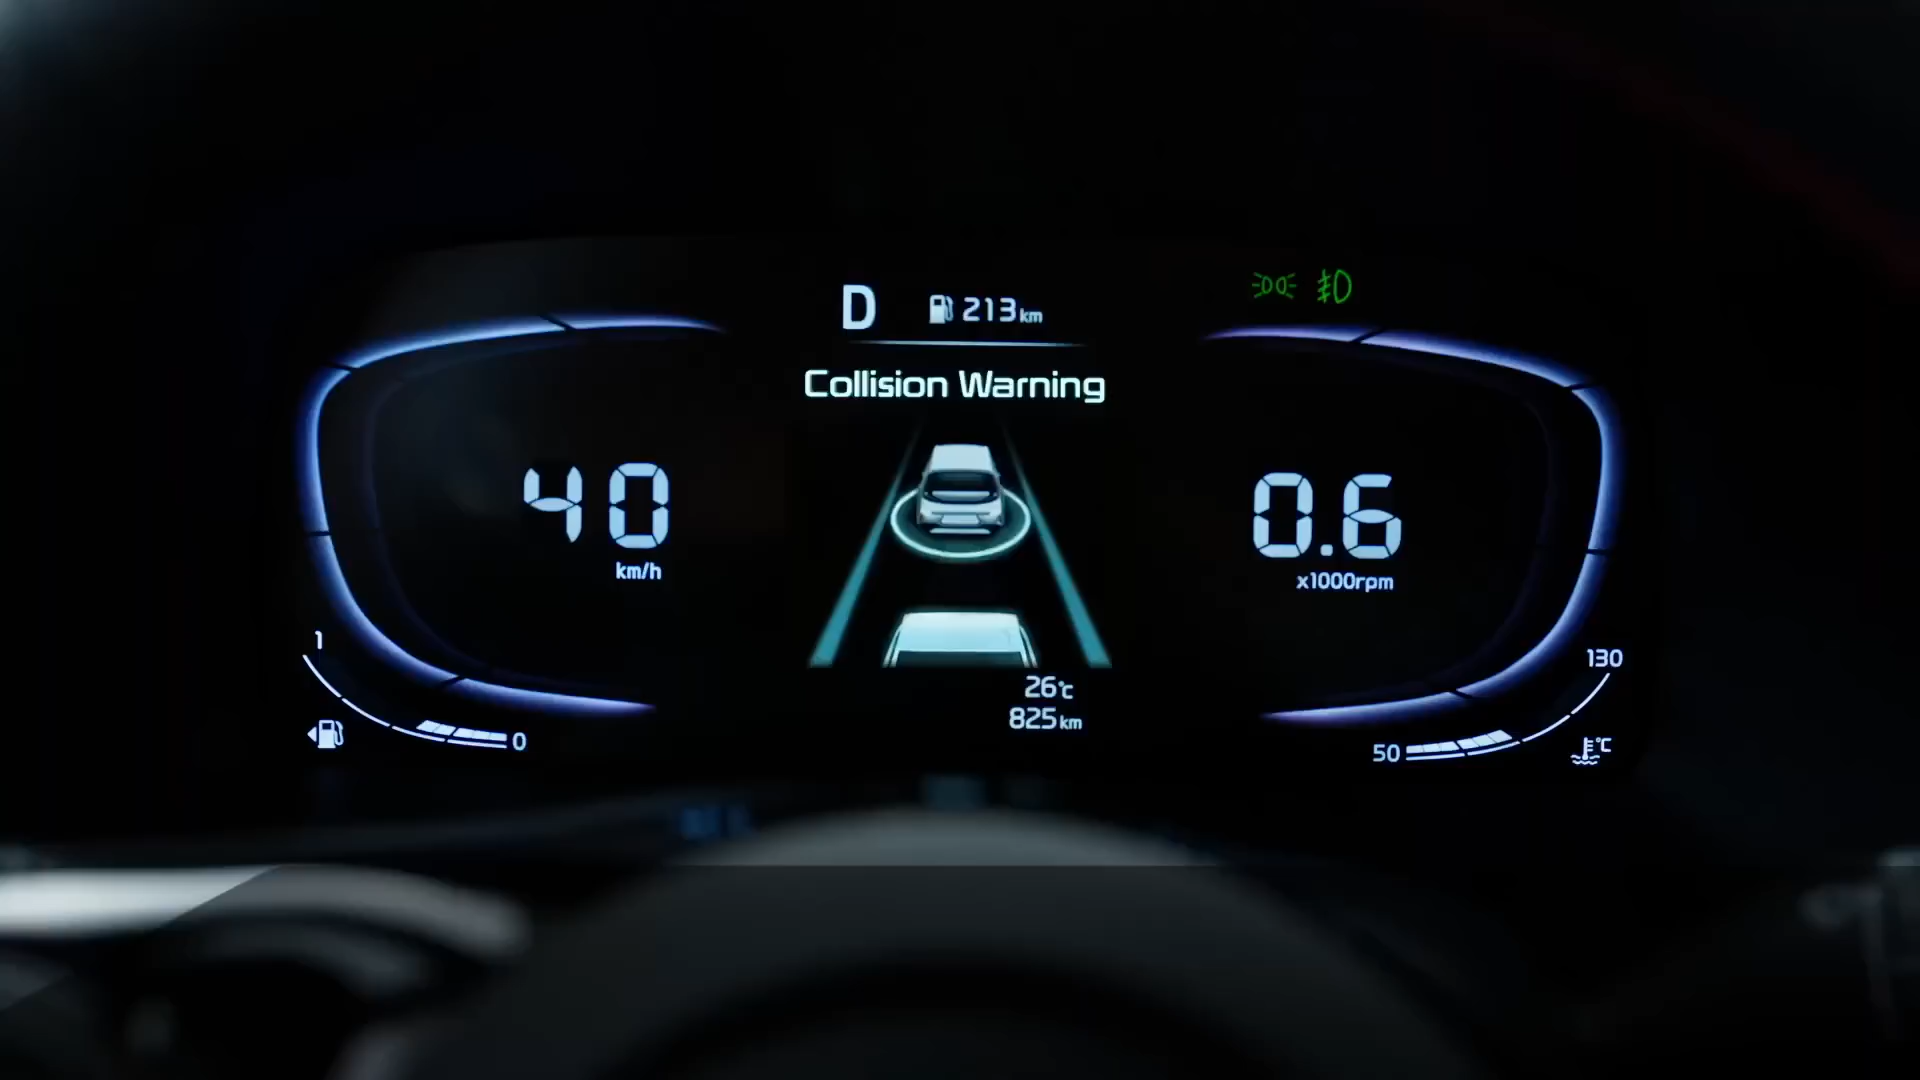 D 213km
Collision Warning
40
km/h
0.6
x1000rpm
1
0
26°C
825km
130
50
°C